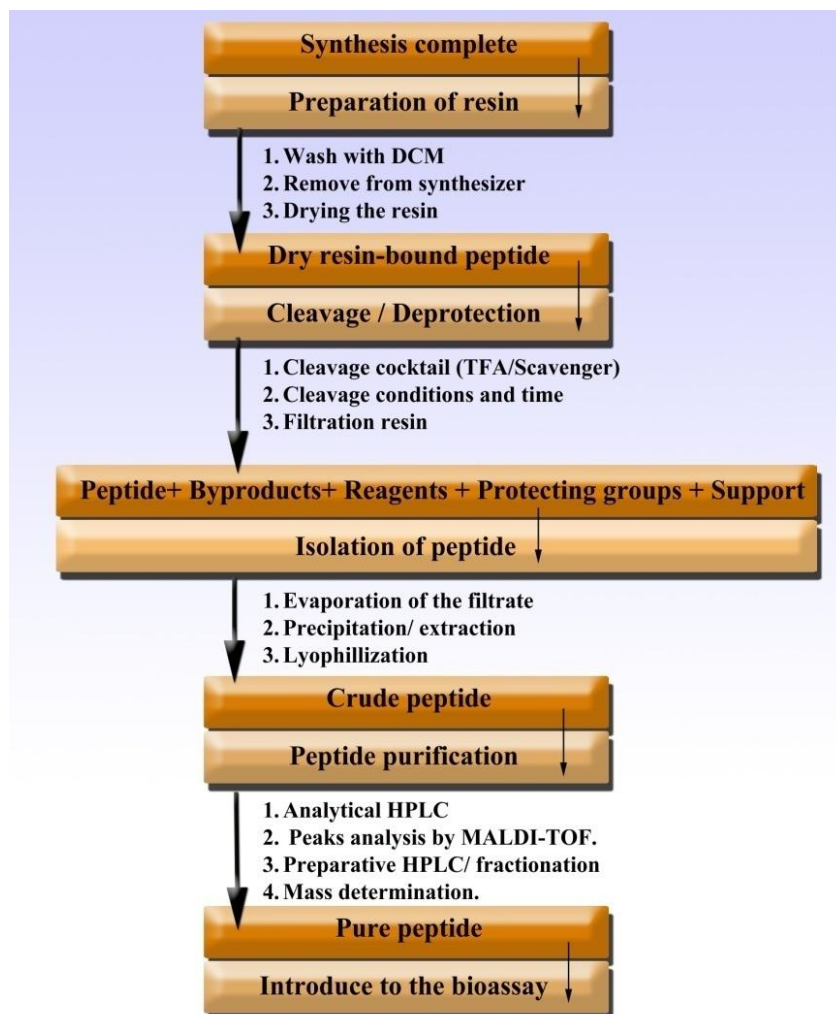 Synthesis complete
Preparation of resin
1. Wash with DCM
2. Remove from synthesizer
3. Drying the resin
Dry resin-bound peptide
Cleavage / Deprotection
1. Cleavage cocktail (TFA/Scavenger)
2. Cleavage conditions and time
3. Filtration resin
Peptide+ Byproducts+ Reagents + Protecting groups + Support
Isolation of peptide
1. Evaporation of the filtrate
2. Precipitation/ extraction
3. Lyophillization
Crude peptide
Peptide purification
1. Analytical HPLC
2. Peaks analysis by MALDI-TOF.
3. Preparative HPLC/ fractionation
4. Mass determination.
Pure peptide
Introduce to the bioassay